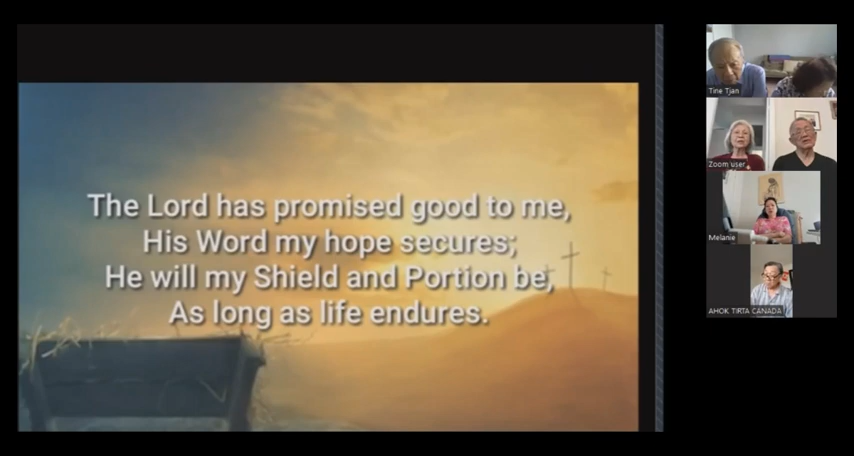 The Lord has promised good to me,
His Word my hope secures;
He will my Shield and Portion be,
As long as life endures.
Tine Tjan
Zoom user
Melanie
AHOK TIRTA CANADA